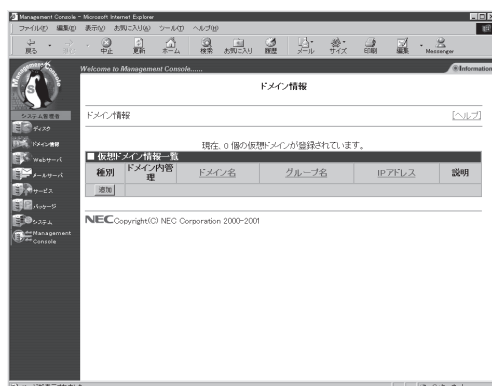 Management Console - Microsoft Internet Explorer
ファイル(F) 編集(E) 表示(V) お気に入り(A) ツール(T) ヘルプ(H)
戻る 中止 更新 ホーム 検索 お気に入り 履歴 メール サイズ 印刷 編集 Messenger
Management Console
Welcome to Management Console......
Information
ドメイン情報
システム管理者
ドメイン情報
[ヘルプ]
ディスク
ドメイン情報
Webサーバ
メールサーバ
サービス
パッケージ
システム
Management Console
現在、0 個の仮想ドメインが登録されています。
■ 仮想ドメイン情報一覧
種別 ドメイン内管理 ドメイン名 グループ名 IPアドレス 説明
追加
NEC Copyright(C) NEC Corporation 2000-2001